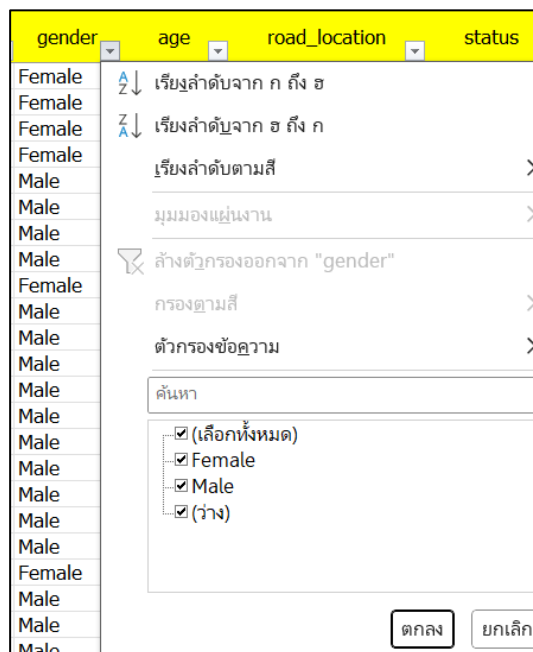 gender age road_location status
Female
Female
Female
Female
Male
Male
Male
Male
Female
Male
Male
Male
Male
Male
Male
Male
Male
Male
Male
Female
Male
Male
Male
เรียงลำดับจาก ก ถึง ฮ
เรียงลำดับจาก ฮ ถึง ก
เรียงลำดับตามสี
มุมมองแผ่นงาน
ล้างตัวกรองออกจาก "gender"
กรองตามสี
ตัวกรองข้อความ
ค้นหา
(เลือกทั้งหมด)
Female
Male
(ว่าง)
ตกลง ยกเลิก